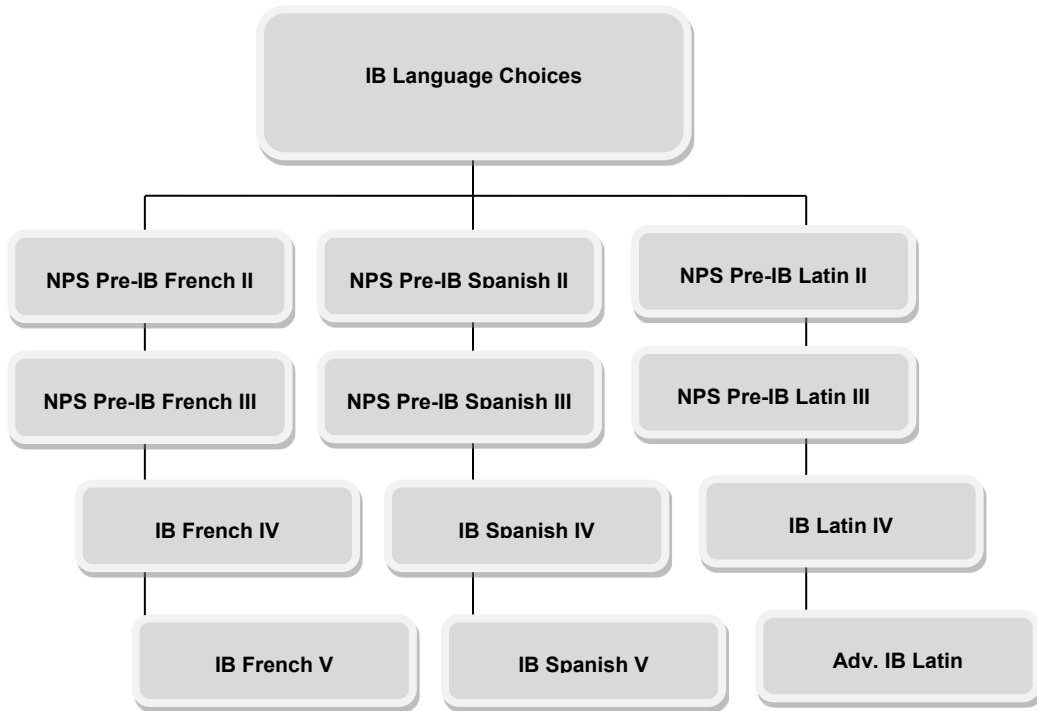 IB Language Choices
NPS Pre-IB French II
NPS Pre-IB Spanish II
NPS Pre-IB Latin II
NPS Pre-IB French III
NPS Pre-IB Spanish III
NPS Pre-IB Latin III
IB French IV
IB Spanish IV
IB Latin IV
IB French V
IB Spanish V
Adv. IB Latin